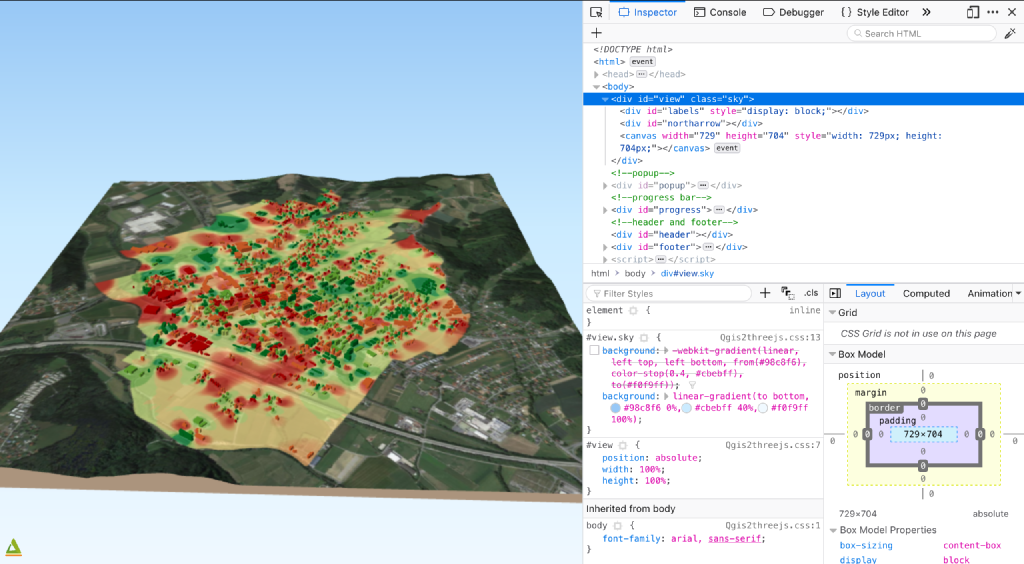 Inspector Console Debugger { } Style Editor
+ Search HTML
<!DOCTYPE html>
<html> event
<head></head>
<body>
<div id="view" class="sky">
<div id="labels" style="display: block;"></div>
<div id="northarrow"></div>
<canvas width="729" height="704" style="width: 729px; height:
704px;"></canvas> event
</div>
<!--popup-->
<div id="popup"></div>
<!--progress bar-->
<div id="progress"></div>
<!--header and footer-->
<div id="header"></div>
<div id="footer"></div>
<script></script>
html > body > div#view.sky
Filter Styles + .cls
element { inline
}
#view.sky { Qgis2threejs.css:13
background: -webkit-gradient(linear,
left top, left bottom, from(#98c8f6),
color-stop(0.4, #cbebff),
to(#f0f9ff));
background: linear-gradient(to bottom,
#98c8f6 0%, #cbebff 40%, #f0f9ff
100%);
}
#view { Qgis2threejs.css:7
position: absolute;
width: 100%;
height: 100%;
}
Inherited from body
body { Qgis2threejs.css:1
font-family: arial, sans-serif;
}
Layout Computed Animation
Grid
CSS Grid is not in use on this page
Box Model
position 0
margin 0
border 0
padding 0
0 0 0 0 729×704 0 0 0 0
0
0
0
0
729×704 absolute
Box Model Properties
box-sizing content-box
display block